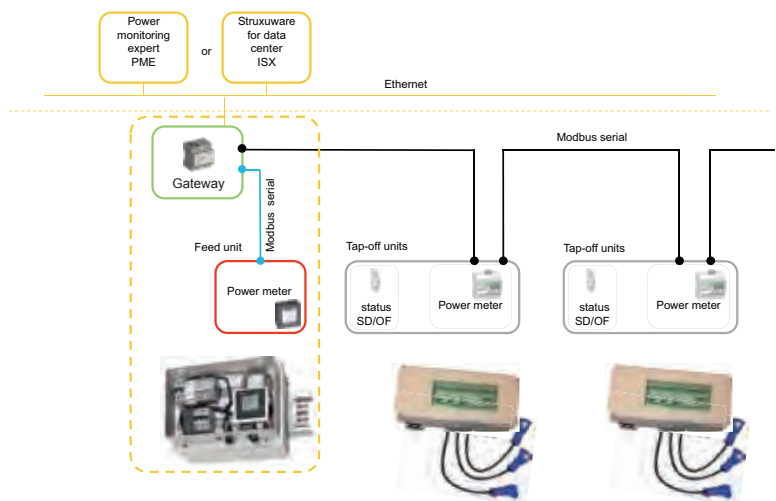 Power
monitoring
expert
PME
or
Struxuware
for data
center
ISX
Ethernet
Gateway
Modbus serial
Modbus serial
Feed unit
Tap-off units
Tap-off units
Power meter
status
SD/OF
Power meter
status
SD/OF
Power meter